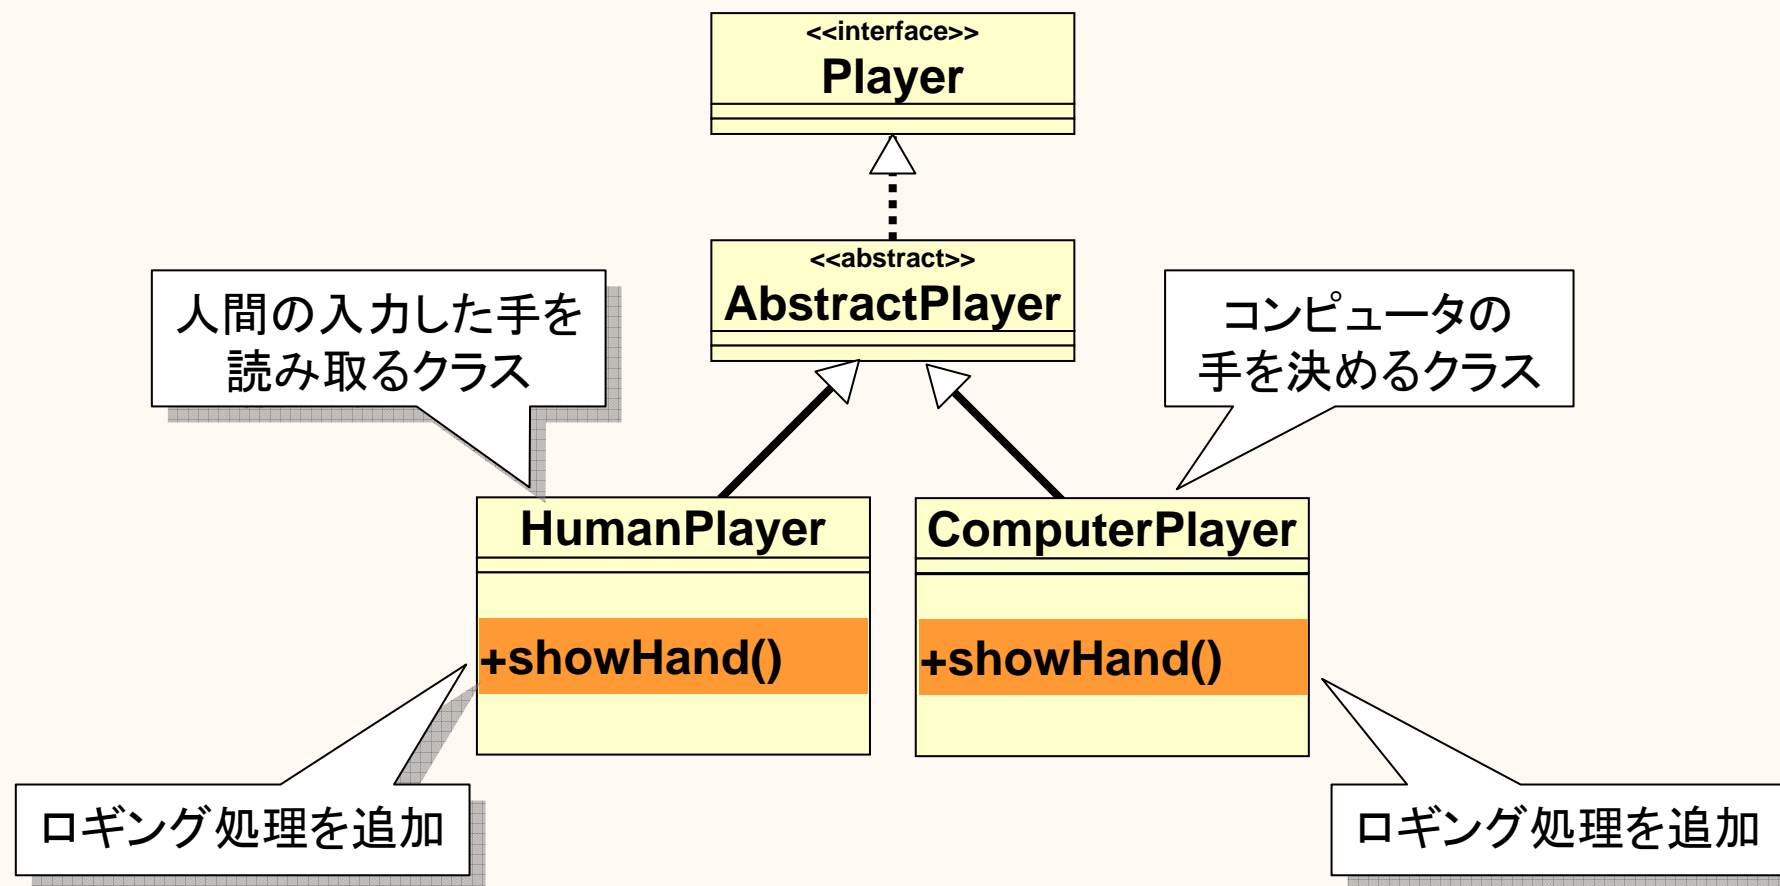 <<interface>>
Player
<<abstract>>
AbstractPlayer
人間の入力した手を
読み取るクラス
コンピュータの
手を決めるクラス
HumanPlayer
+showHand()
ComputerPlayer
+showHand()
ロギング処理を追加
ロギング処理を追加